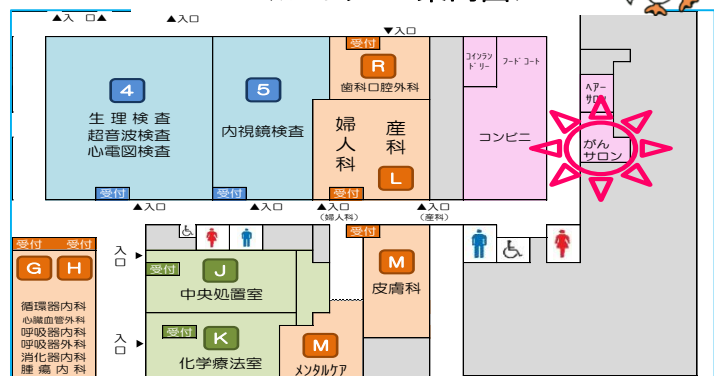 案内図
▲入口 口▲
▲入口
▼入口
受付
R
歯科口腔外科
4
生理検査
超音波検査
心電図検査
受付
5
内視鏡検査
受付
婦人科
産科
L
受付
コインランドリー
フードコート
コンビニ
ヘアーサロン
がん
サロン
▲入口
▲入口
▲入口
(婦人科)
▲入口
(産科)
受付 受付
G H
循環器内科
心臓血管外科
呼吸器内科
呼吸器外科
消化器内科
腫瘍内科
入口▶
受付
J
中央処置室
入口▶
受付
K
化学療法室
受付
M
皮膚科
M
メンタルケア